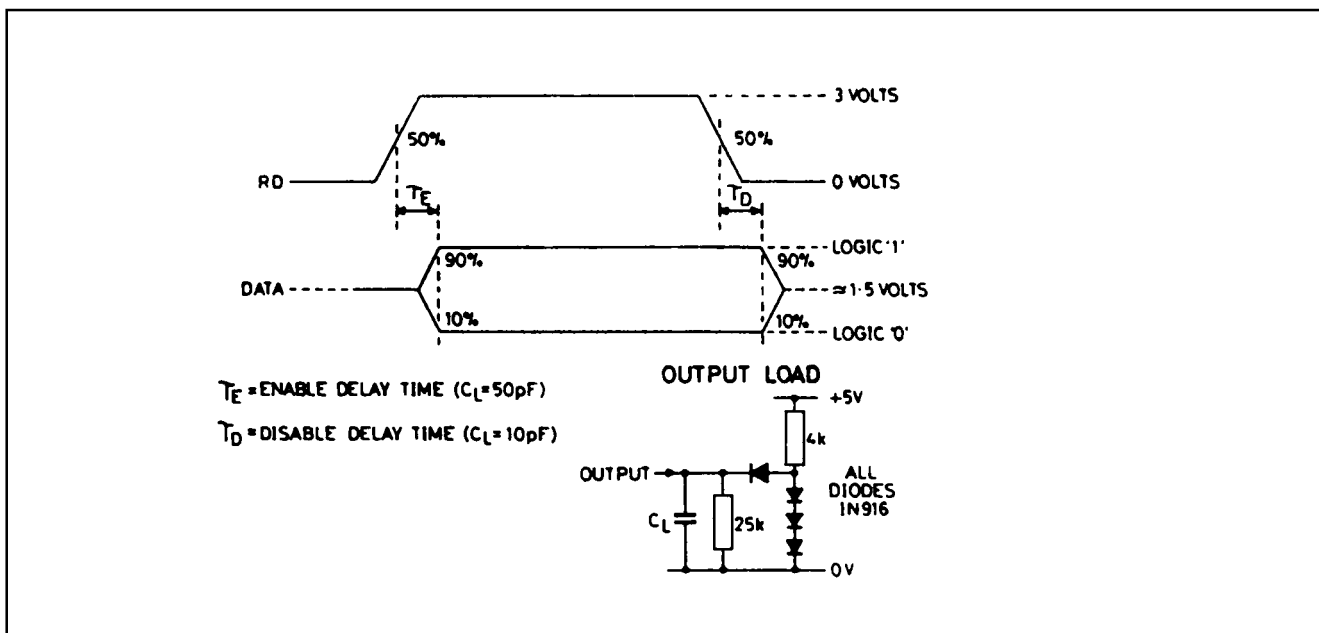 3 VOLTS
50%
50%
RD
0 VOLTS
TE
TD
LOGIC '1'
90%
90%
DATA
≈1·5 VOLTS
10%
10%
LOGIC '0'
OUTPUT LOAD
TE = ENABLE DELAY TIME (CL=50pF)
+5V
TD = DISABLE DELAY TIME (CL=10pF)
4k
OUTPUT
ALL
DIODES
IN916
CL
25k
0V